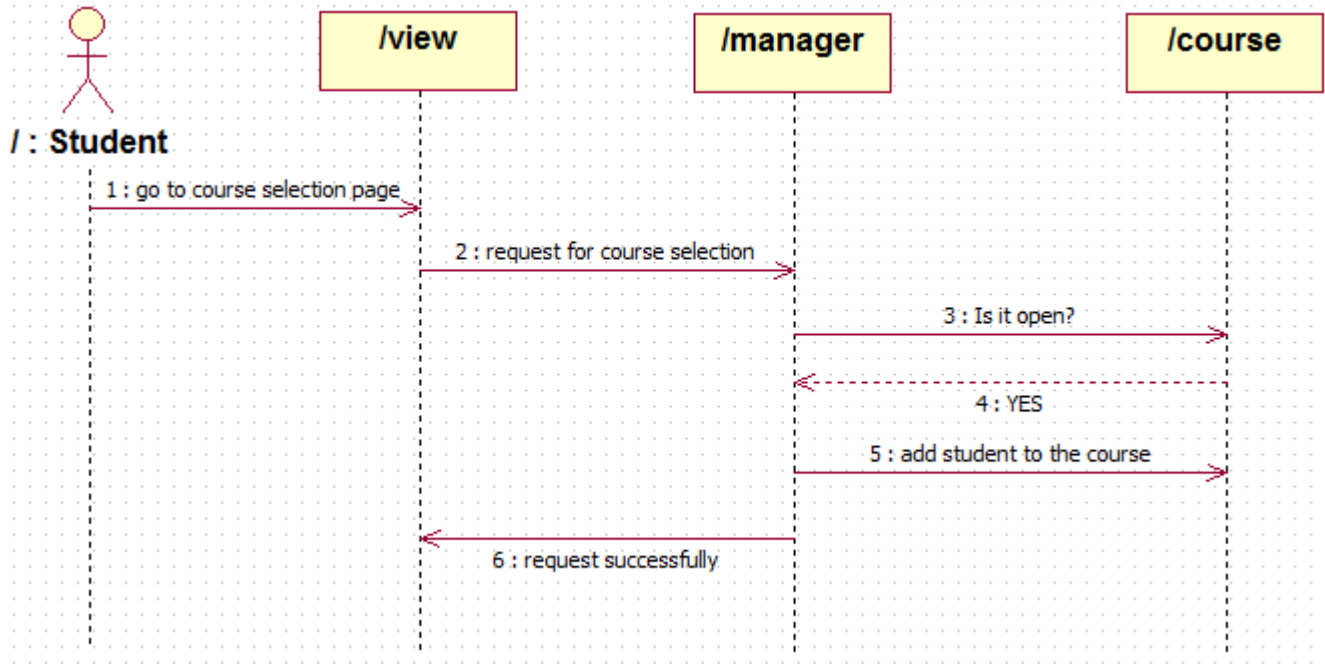 /view
/manager
/course
/ : Student
1 : go to course selection page
2 : request for course selection
3 : Is it open?
4 : YES
5 : add student to the course
6 : request successfully